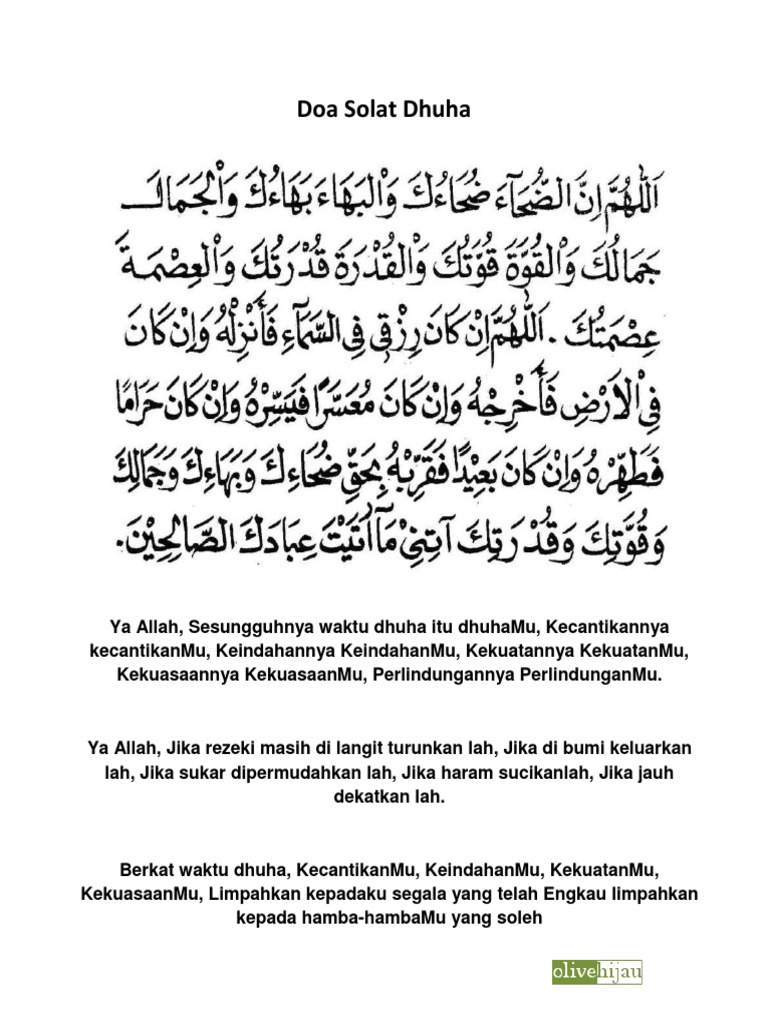 Doa Solat Dhuha
اَللّٰهُمَّ اِنَّ الضُّحَآءَ ضُحَاءُكَ وَالْبَهَاءَ بَهَاءُكَ وَالْجَمَالَ
جَمَالُكَ وَالْقُوَّةَ قُوَّتُكَ وَالْقُدْرَةَ قُدْرَتُكَ وَالْعِصْمَةَ
عِصْمَتُكَ . اَللّٰهُمَّ اِنْ كَانَ رِزْقِى فِى السَّمَآءِ فَأَنْزِلْهُ وَاِنْ كَانَ
فِى اْلاَرْضِ فَأَخْرِجْهُ وَاِنْ كَانَ مُعَسَّرًا فَيَسِّرْهُ وَاِنْ كَانَ حَرَامًا
فَطَهِّرْهُ وَاِنْ كَانَ بَعِيْدًا فَقَرِّبْهُ بِحَقِّ ضُحَاءِكَ وَبَهَاءِكَ وَجَمَالِكَ
وَقُوَّتِكَ وَقُدْرَتِكَ آتِنِيْ مَآاَتَيْتَ عِبَادَكَ الصَّالِحِيْنَ.
Ya Allah, Sesungguhnya waktu dhuha itu dhuhaMu, Kecantikannya
kecantikanMu, Keindahannya KeindahanMu, Kekuatannya KekuatanMu,
Kekuasaannya KekuasaanMu, Perlindungannya PerlindunganMu.
Ya Allah, Jika rezeki masih di langit turunkan lah, Jika di bumi keluarkan
lah, Jika sukar dipermudahkan lah, Jika haram sucikanlah, Jika jauh
dekatkan lah.
Berkat waktu dhuha, KecantikanMu, KeindahanMu, KekuatanMu,
KekuasaanMu, Limpahkan kepadaku segala yang telah Engkau limpahkan
kepada hamba-hambaMu yang soleh
olivehijau